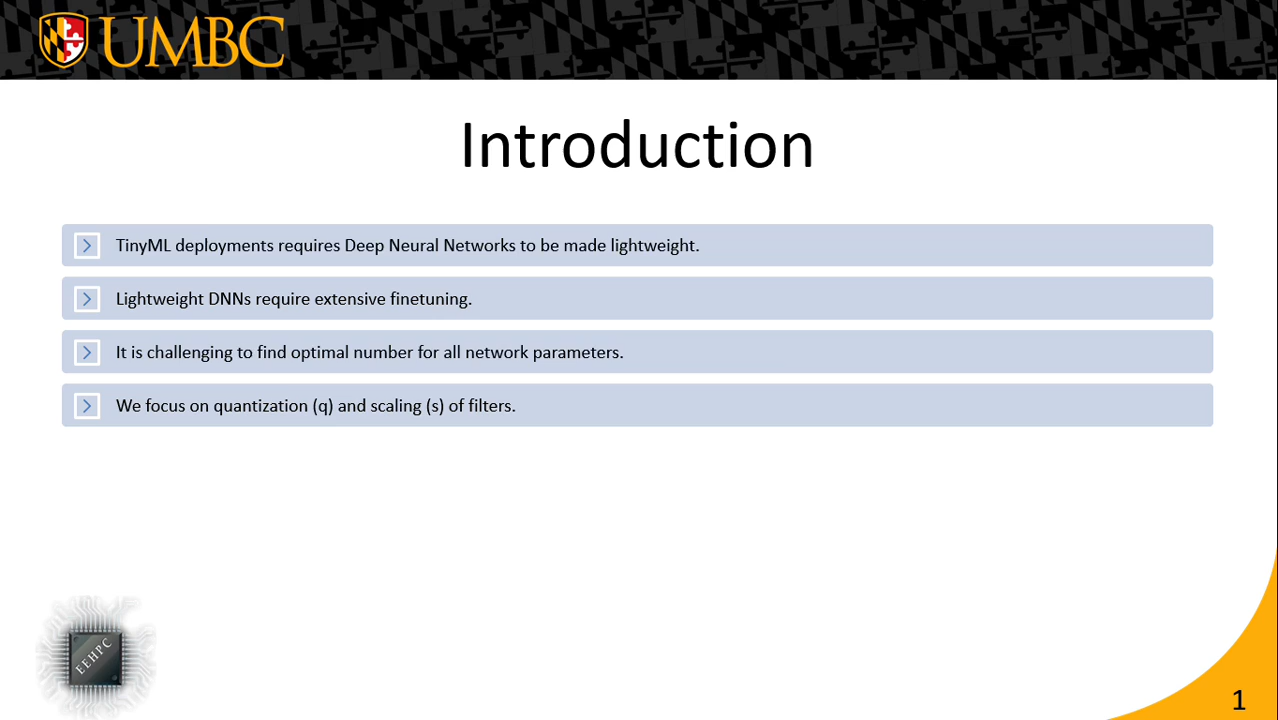 UMBC
Introduction
TinyML deployments requires Deep Neural Networks to be made lightweight.
Lightweight DNNs require extensive finetuning.
It is challenging to find optimal number for all network parameters.
We focus on quantization (q) and scaling (s) of filters.
EEHPC
1